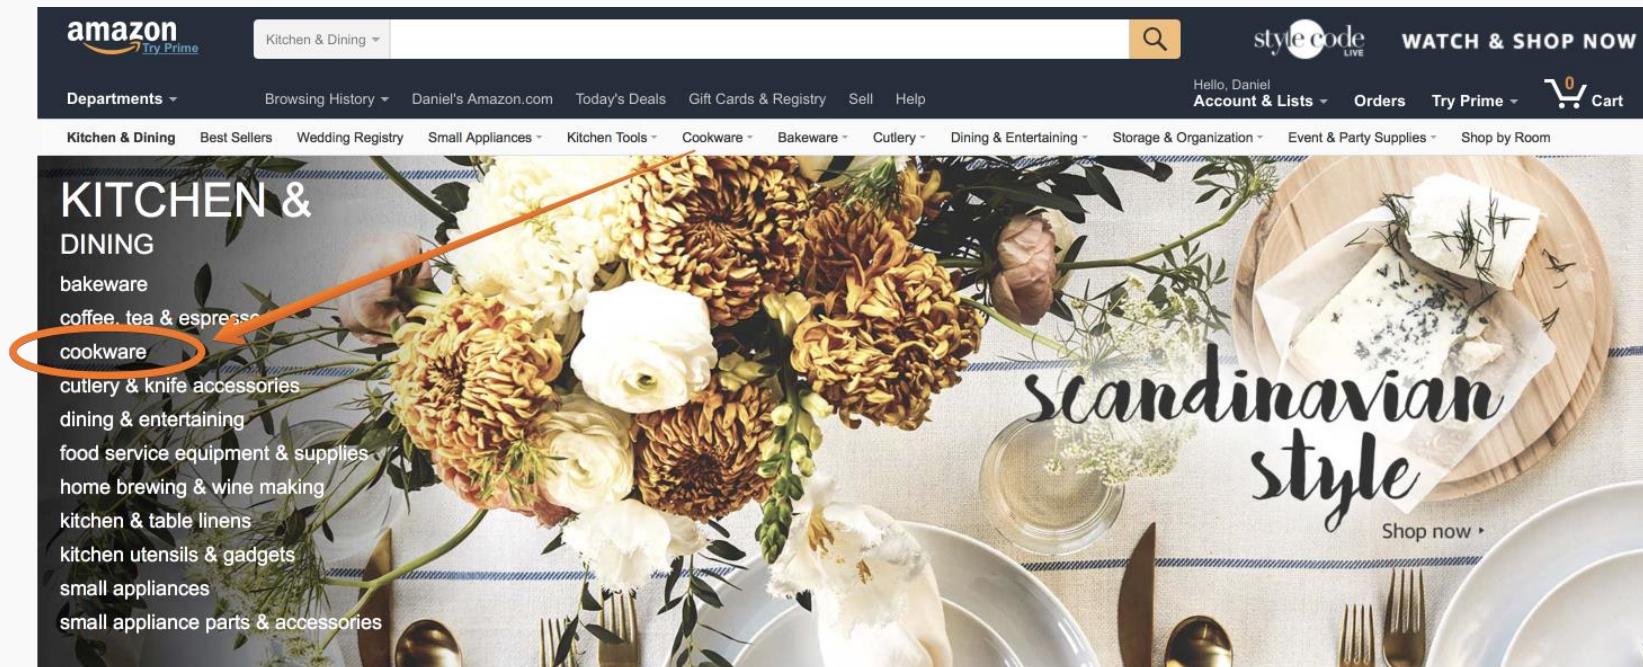 amazon
Try Prime
Kitchen & Dining
style code
LIVE
WATCH & SHOP NOW
Departments
Browsing History
Daniel's Amazon.com
Today's Deals
Gift Cards & Registry
Sell
Help
Hello, Daniel
Account & Lists
Orders
Try Prime
0
Cart
Kitchen & Dining
Best Sellers
Wedding Registry
Small Appliances
Kitchen Tools
Cookware
Bakeware
Cutlery
Dining & Entertaining
Storage & Organization
Event & Party Supplies
Shop by Room
KITCHEN &
DINING
bakeware
coffee, tea & espresso
cookware
cutlery & knife accessories
dining & entertaining
food service equipment & supplies
home brewing & wine making
kitchen & table linens
kitchen utensils & gadgets
small appliances
small appliance parts & accessories
scandinavian
style
Shop now